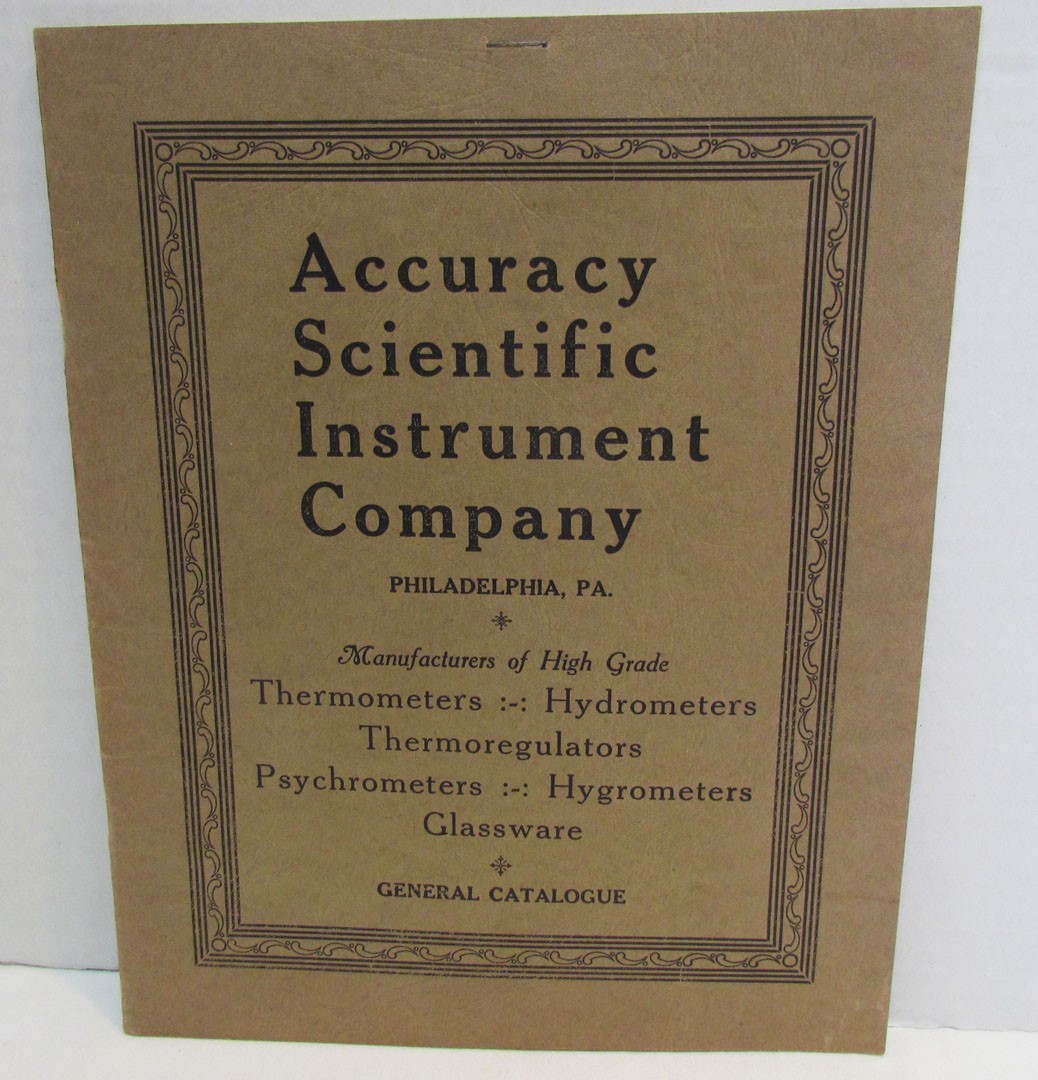 Accuracy
Scientific
Instrument
Company
PHILADELPHIA, PA.
Manufacturers of High Grade
Thermometers :-: Hydrometers
Thermoregulators
Psychrometers :-: Hygrometers
Glassware
GENERAL CATALOGUE